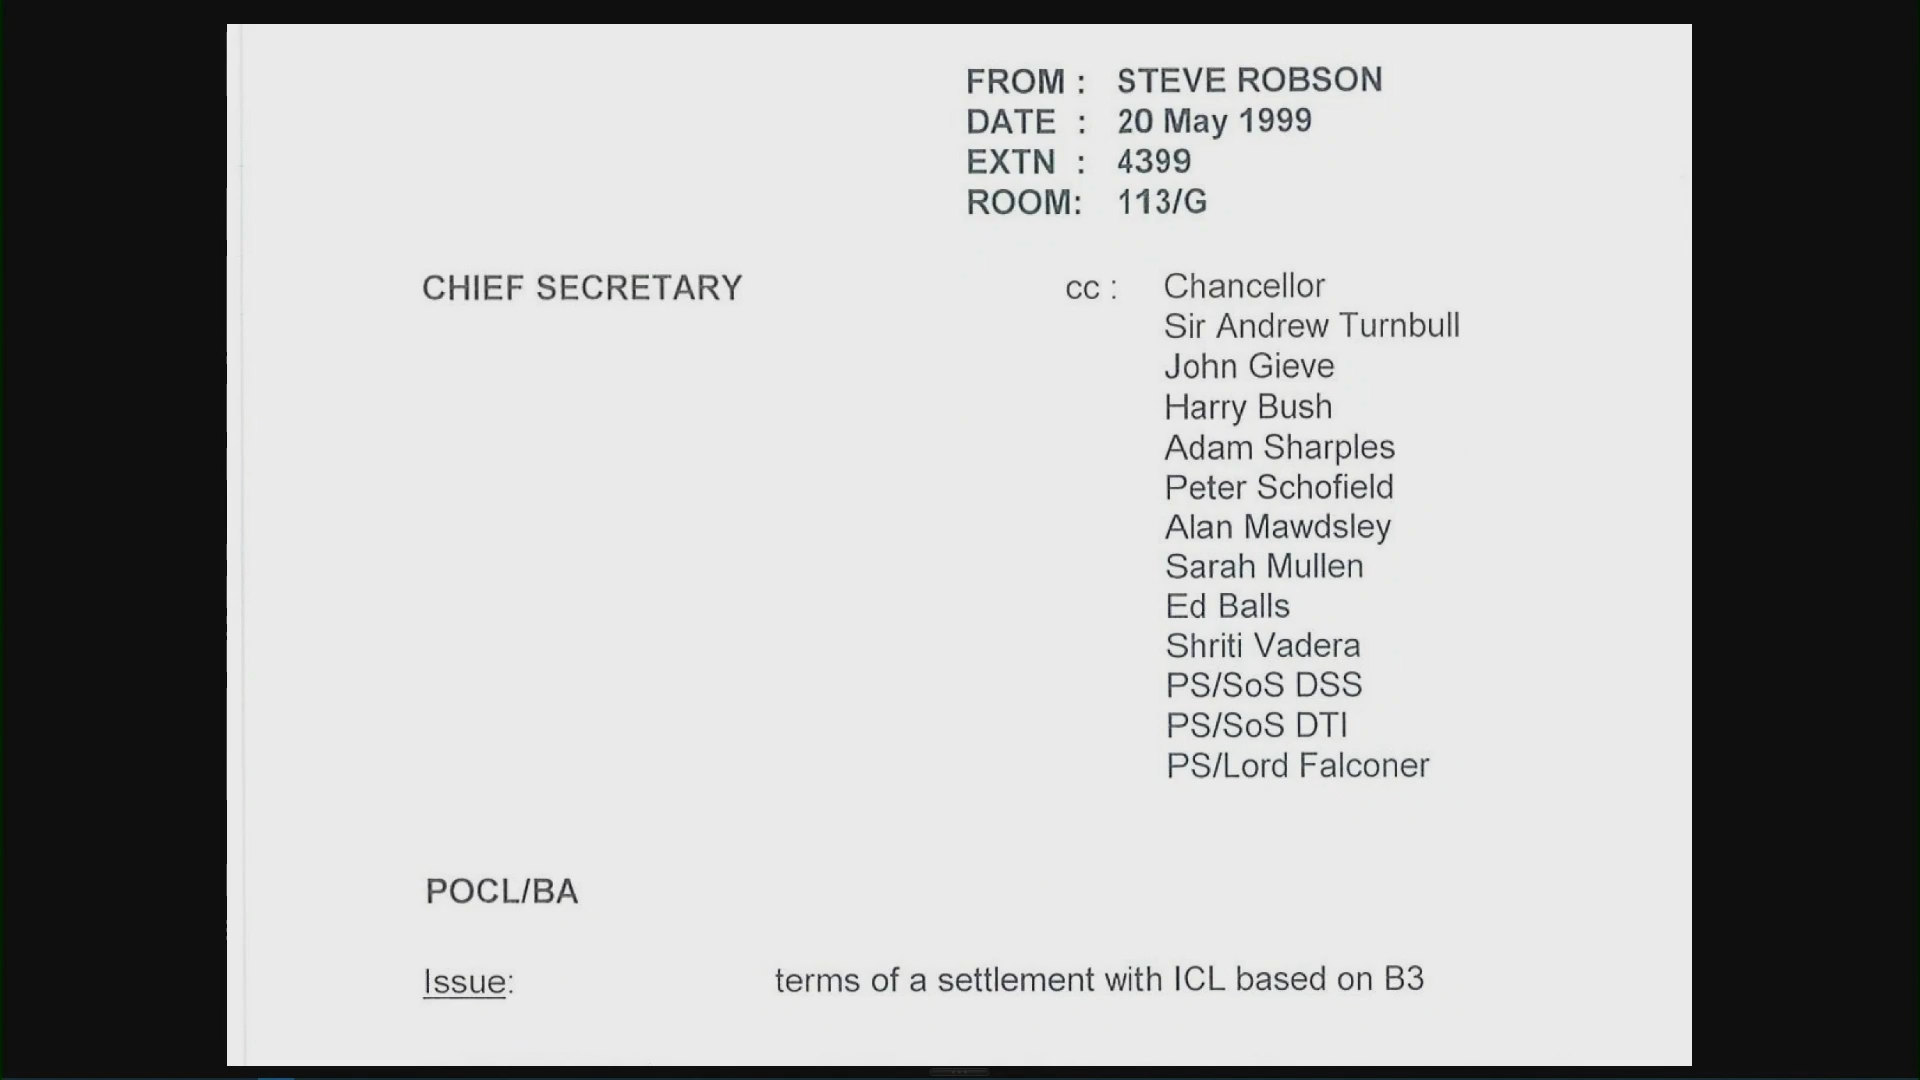 FROM : STEVE ROBSON
DATE : 20 May 1999
EXTN : 4399
ROOM: 113/G
CHIEF SECRETARY cc : Chancellor
Sir Andrew Turnbull
John Gieve
Harry Bush
Adam Sharples
Peter Schofield
Alan Mawdsley
Sarah Mullen
Ed Balls
Shriti Vadera
PS/SoS DSS
PS/SoS DTI
PS/Lord Falconer
POCL/BA
Issue: terms of a settlement with ICL based on B3